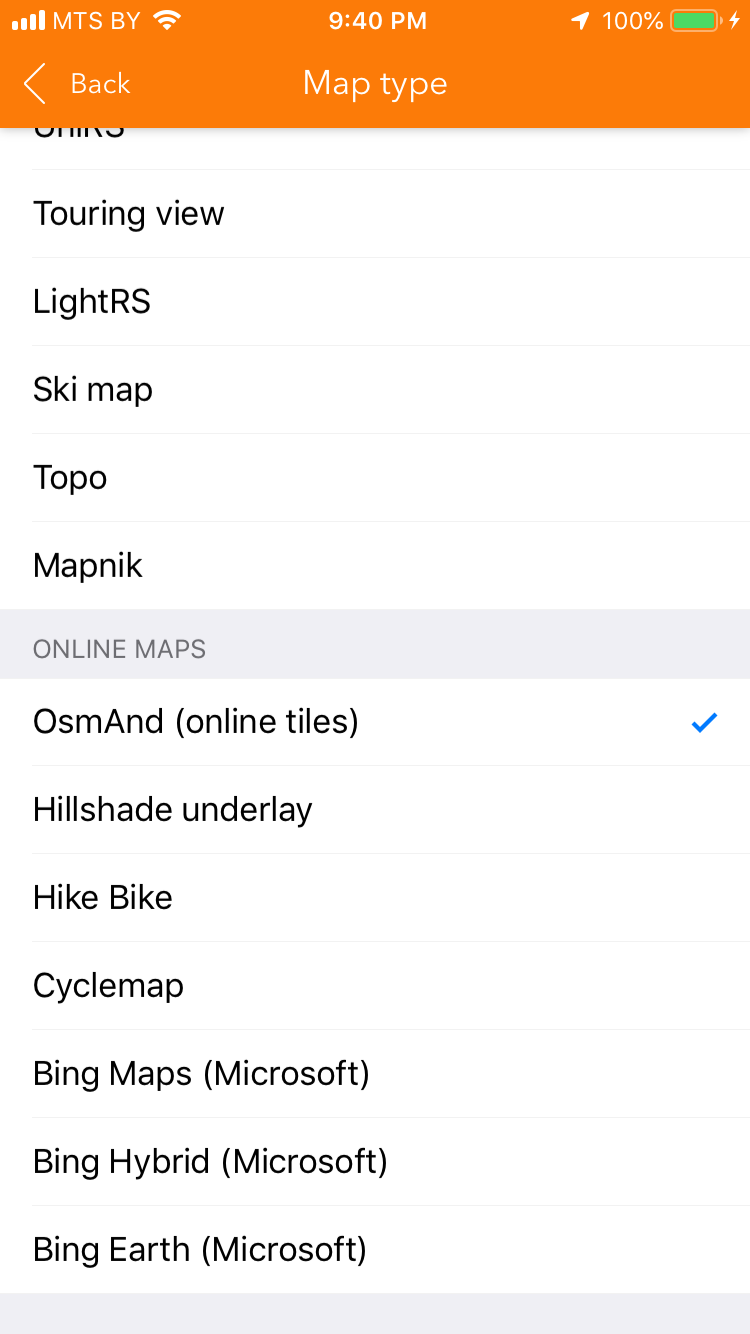 MTS BY
9:40 PM
100%
Back
Map type
UniRS
Touring view
LightRS
Ski map
Topo
Mapnik
ONLINE MAPS
OsmAnd (online tiles)
Hillshade underlay
Hike Bike
Cyclemap
Bing Maps (Microsoft)
Bing Hybrid (Microsoft)
Bing Earth (Microsoft)